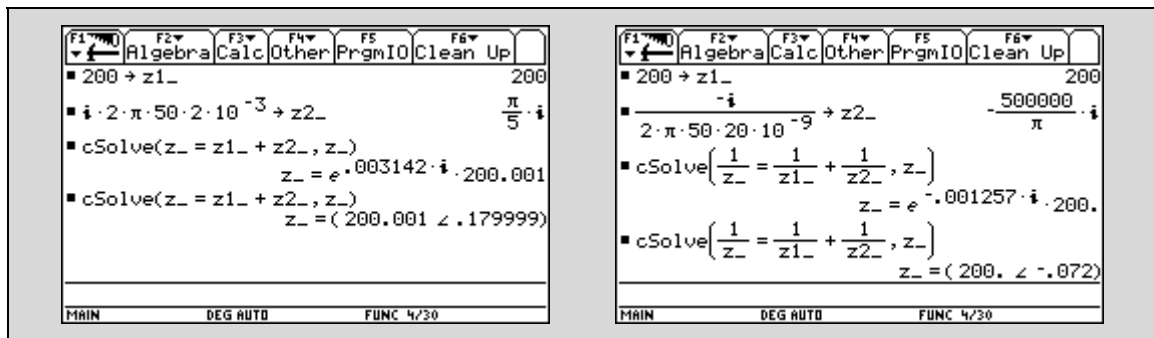 F1 F2 F3 F4 F5 F6
Algebra Calc Other PrgmIO Clean Up
▪ 200 → z1_ 200
▪ i·2·π·50·2·10^-3 → z2_ π/5·i
▪ cSolve(z_ = z1_ + z2_, z_)
z_ = e^.003142·i·200.001
▪ cSolve(z_ = z1_ + z2_, z_)
z_ = (200.001 ∠ .179999)
MAIN DEG AUTO FUNC 4/30
F1 F2 F3 F4 F5 F6
Algebra Calc Other PrgmIO Clean Up
▪ 200 → z1_ 200
▪ -i/(2·π·50·20·10^-9) → z2_ -500000/π·i
▪ cSolve(1/z_ = 1/z1_ + 1/z2_, z_)
z_ = e^-.001257·i·200.
▪ cSolve(1/z_ = 1/z1_ + 1/z2_, z_)
z_ = (200. ∠ -.072)
MAIN DEG AUTO FUNC 4/30